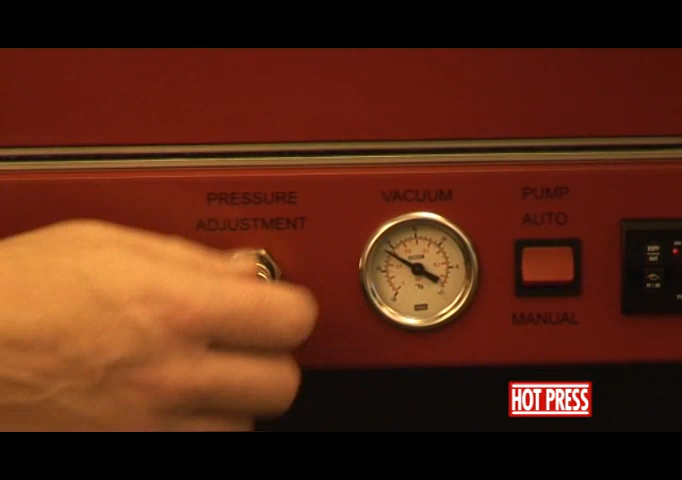 PRESSURE
ADJUSTMENT
VACUUM
PUMP
AUTO
MANUAL
HOT PRESS